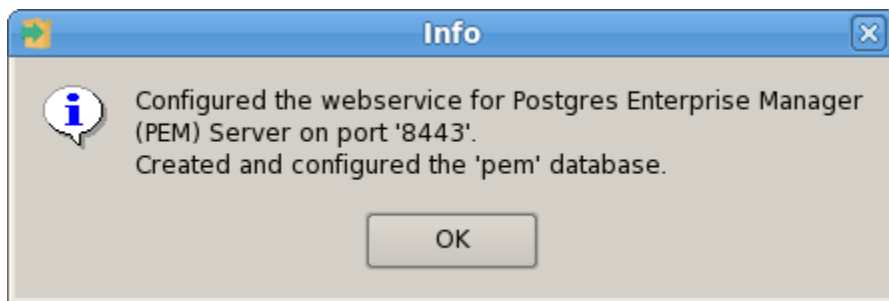 Info
Configured the webservice for Postgres Enterprise Manager
(PEM) Server on port '8443'.
Created and configured the 'pem' database.
OK